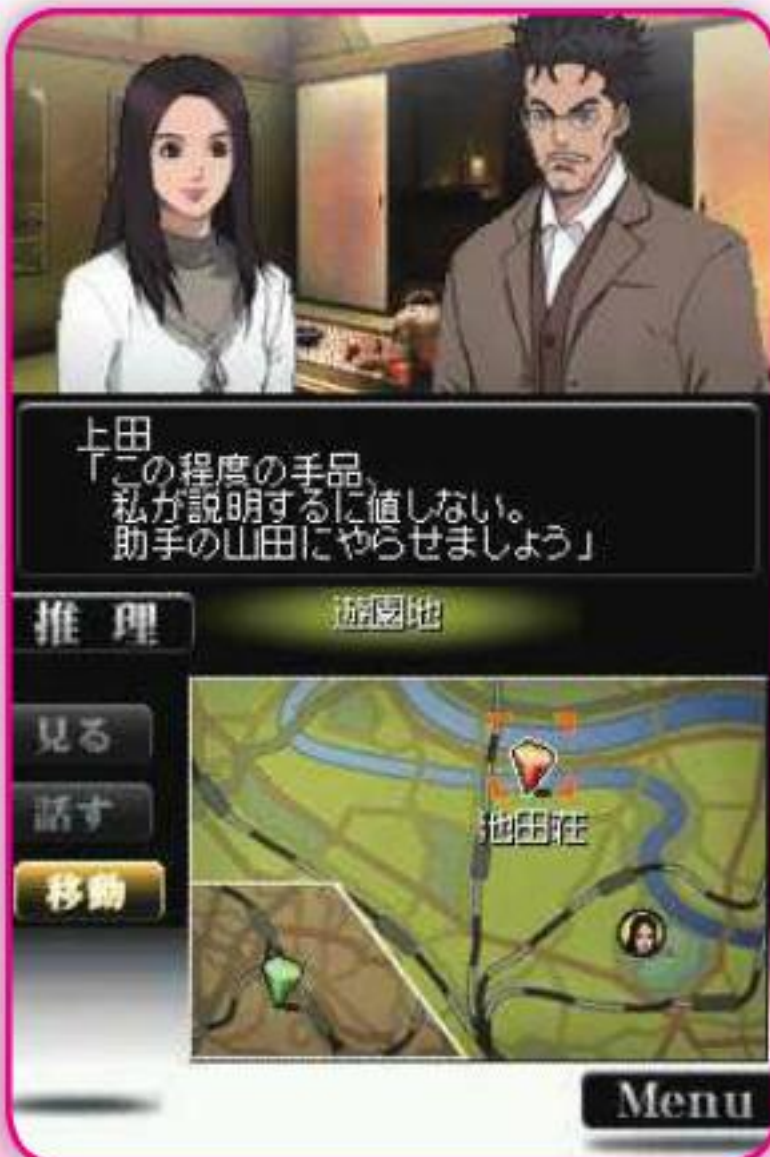 上田
「この程度の手品、
私が説明するに値しない。
助手の山田にやらせましょう」
推理
遊園地
見る
話す
移動
池田荘
Menu